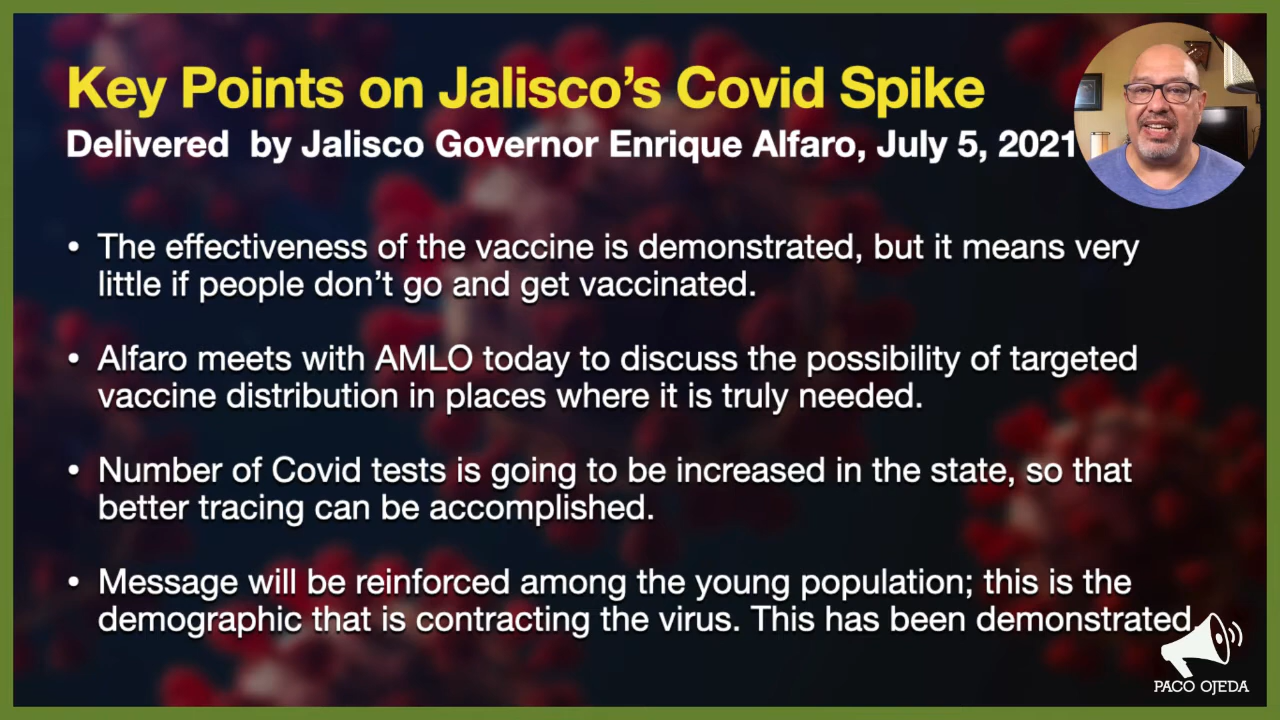 Key Points on Jalisco's Covid Spike
Delivered  by Jalisco Governor Enrique Alfaro, July 5, 2021
• The effectiveness of the vaccine is demonstrated, but it means very
little if people don't go and get vaccinated.
• Alfaro meets with AMLO today to discuss the possibility of targeted
vaccine distribution in places where it is truly needed.
• Number of Covid tests is going to be increased in the state, so that
better tracing can be accomplished.
• Message will be reinforced among the young population; this is the
demographic that is contracting the virus. This has been demonstrated.
PACO OJEDA